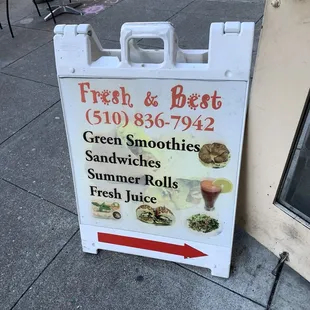 Fresh & Best
(510) 836-7942
Green Smoothies
Sandwiches
Summer Rolls
Fresh Juice